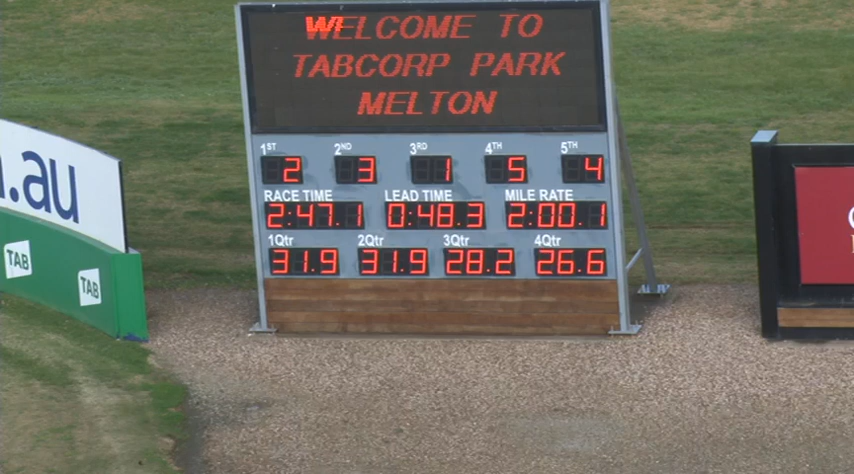 WELCOME TO
TABCORP PARK
MELTON
1ST 2ND 3RD 4TH 5TH
2 3 1 5 4
RACE TIME LEAD TIME MILE RATE
2:47.1 0:48.3 2:00.1
1Qtr 2Qtr 3Qtr 4Qtr
31.9 31.9 28.2 26.6
.au
TAB
TAB